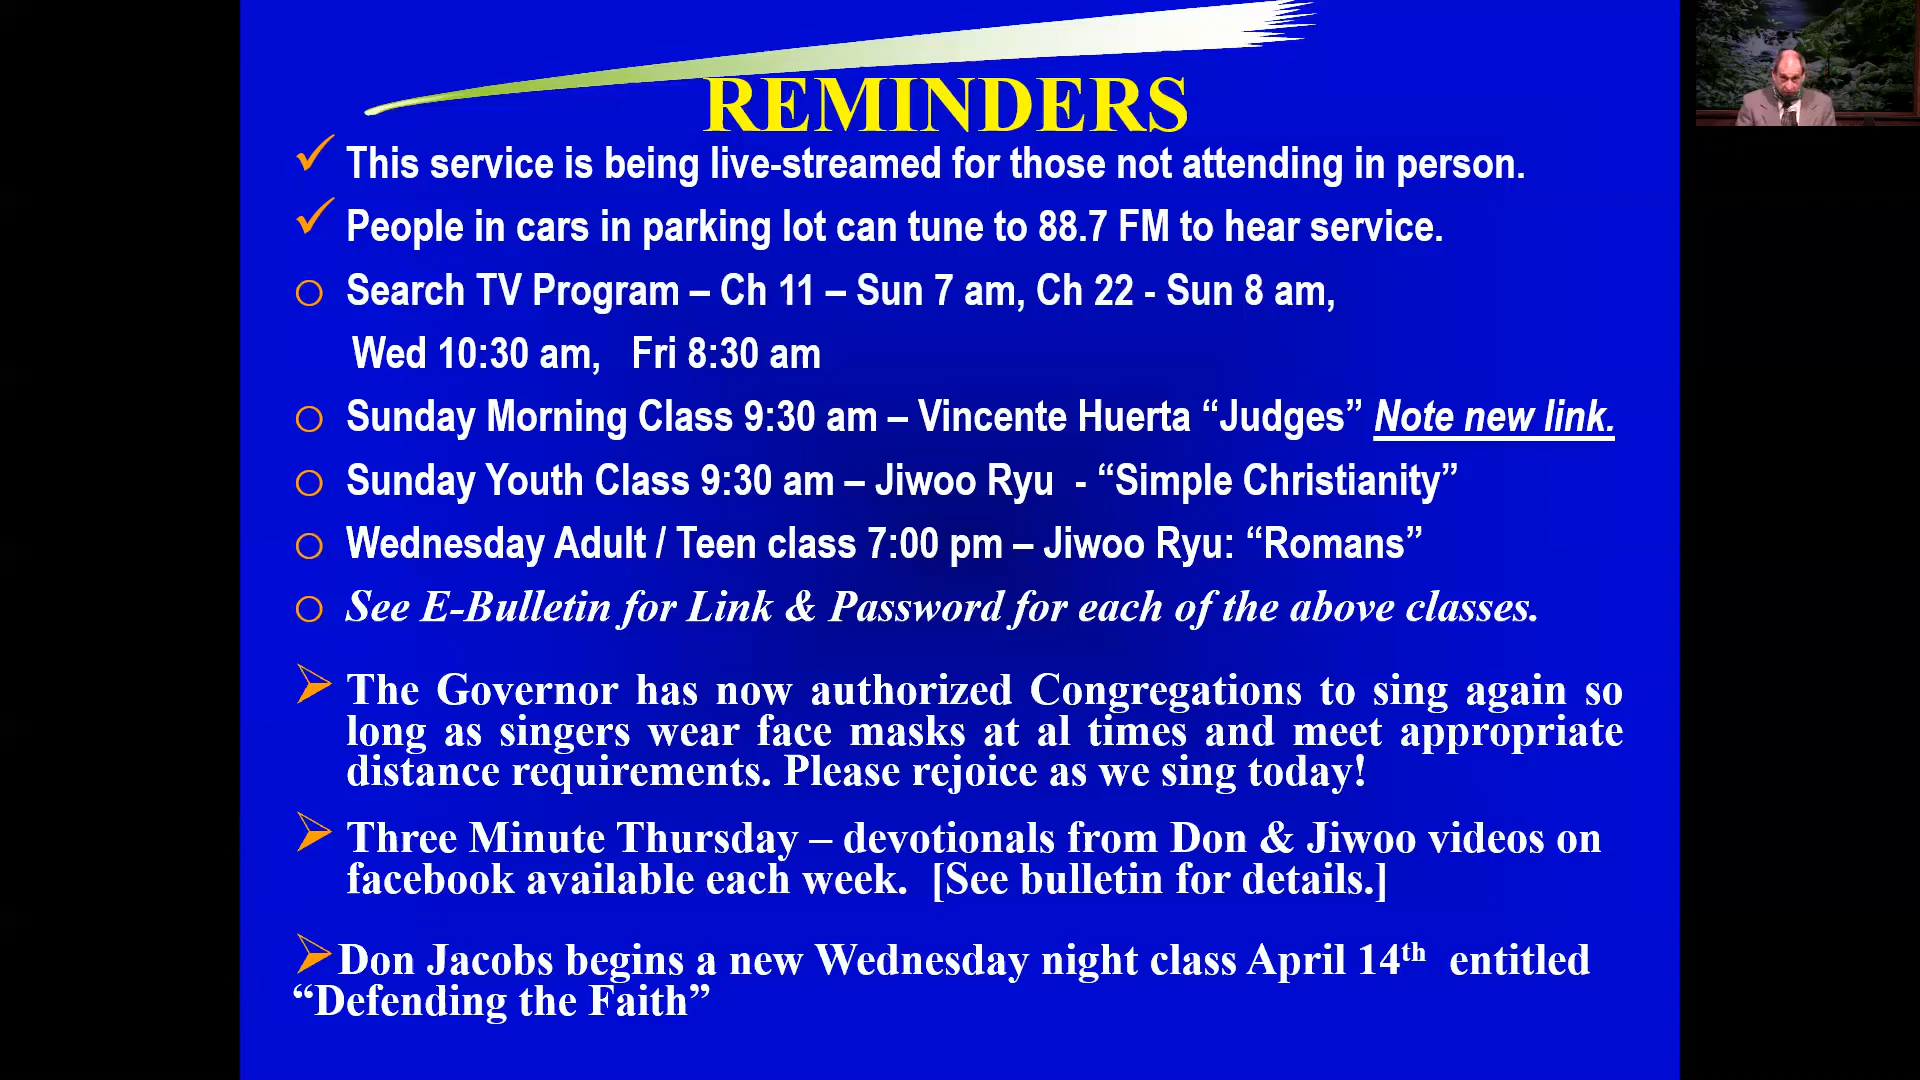 REMINDERS
This service is being live-streamed for those not attending in person.
People in cars in parking lot can tune to 88.7 FM to hear service.
Search TV Program – Ch 11 – Sun 7 am, Ch 22 - Sun 8 am,
Wed 10:30 am, Fri 8:30 am
Sunday Morning Class 9:30 am – Vincente Huerta “Judges” Note new link.
Sunday Youth Class 9:30 am – Jiwoo Ryu - “Simple Christianity”
Wednesday Adult / Teen class 7:00 pm – Jiwoo Ryu: “Romans”
See E-Bulletin for Link & Password for each of the above classes.
The Governor has now authorized Congregations to sing again so
long as singers wear face masks at al times and meet appropriate
distance requirements. Please rejoice as we sing today!
Three Minute Thursday – devotionals from Don & Jiwoo videos on
facebook available each week. [See bulletin for details.]
Don Jacobs begins a new Wednesday night class April 14th entitled
“Defending the Faith”